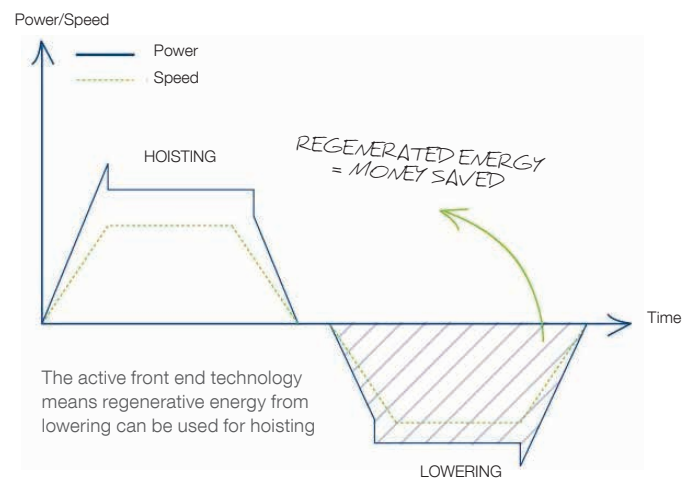 Power/Speed
Power
Speed
HOISTING
REGENERATED ENERGY
= MONEY SAVED
Time
The active front end technology
means regenerative energy from
lowering can be used for hoisting
LOWERING